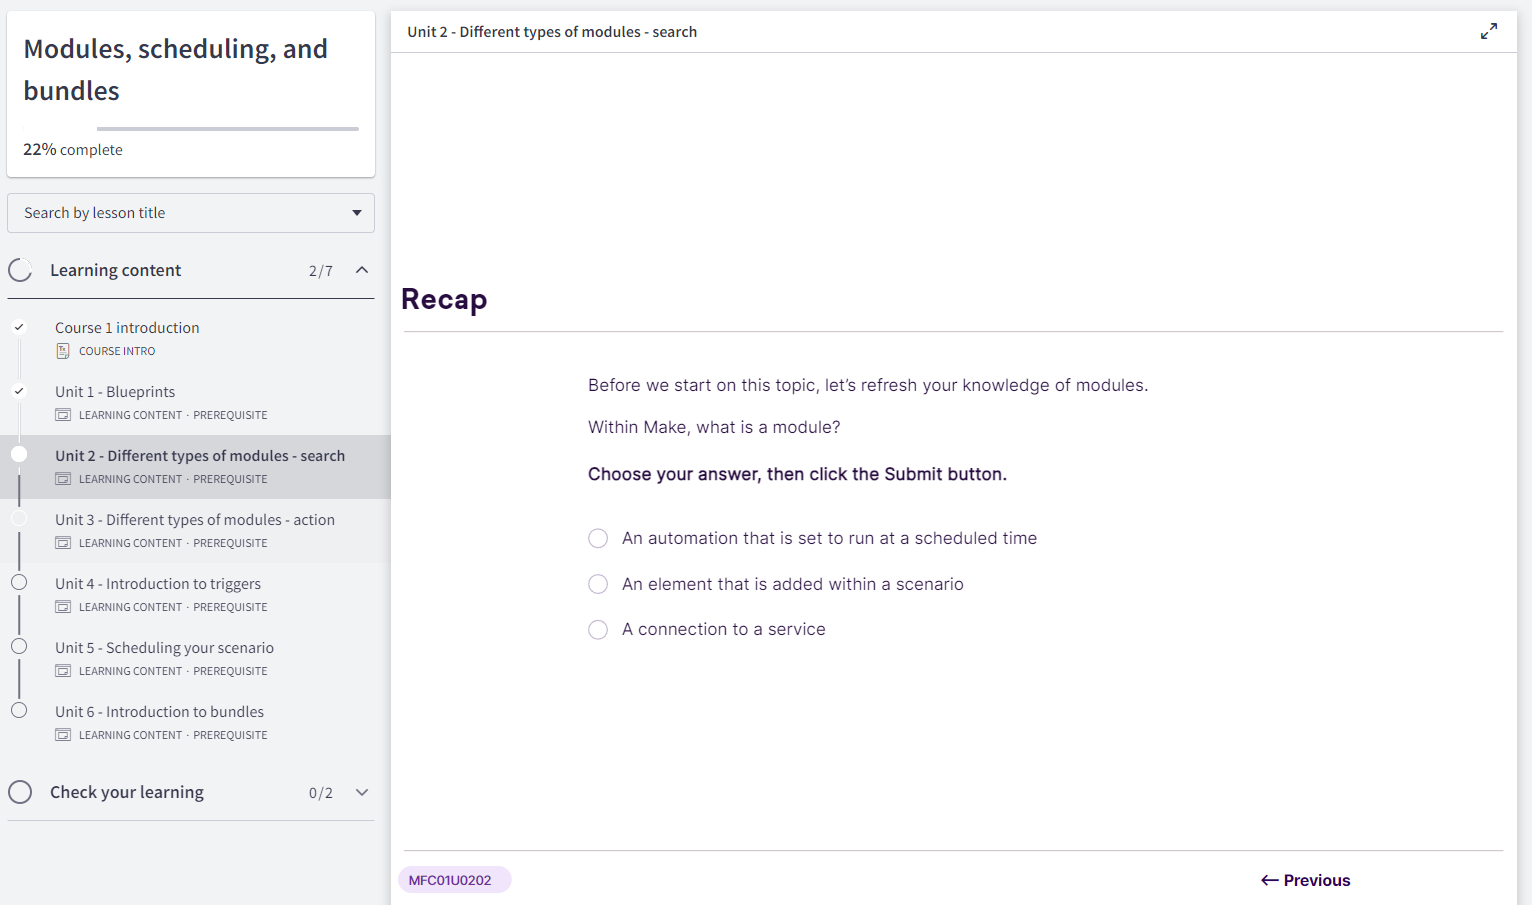 Modules, scheduling, and
bundles
22% complete
Search by lesson title
Learning content 2/7
Course 1 introduction
COURSE INTRO
Unit 1 - Blueprints
LEARNING CONTENT · PREREQUISITE
Unit 2 - Different types of modules - search
LEARNING CONTENT · PREREQUISITE
Unit 3 - Different types of modules - action
LEARNING CONTENT · PREREQUISITE
Unit 4 - Introduction to triggers
LEARNING CONTENT · PREREQUISITE
Unit 5 - Scheduling your scenario
LEARNING CONTENT · PREREQUISITE
Unit 6 - Introduction to bundles
LEARNING CONTENT · PREREQUISITE
Check your learning 0/2
Unit 2 - Different types of modules - search
Recap
Before we start on this topic, let’s refresh your knowledge of modules.
Within Make, what is a module?
Choose your answer, then click the Submit button.
An automation that is set to run at a scheduled time
An element that is added within a scenario
A connection to a service
MFC01U0202
← Previous